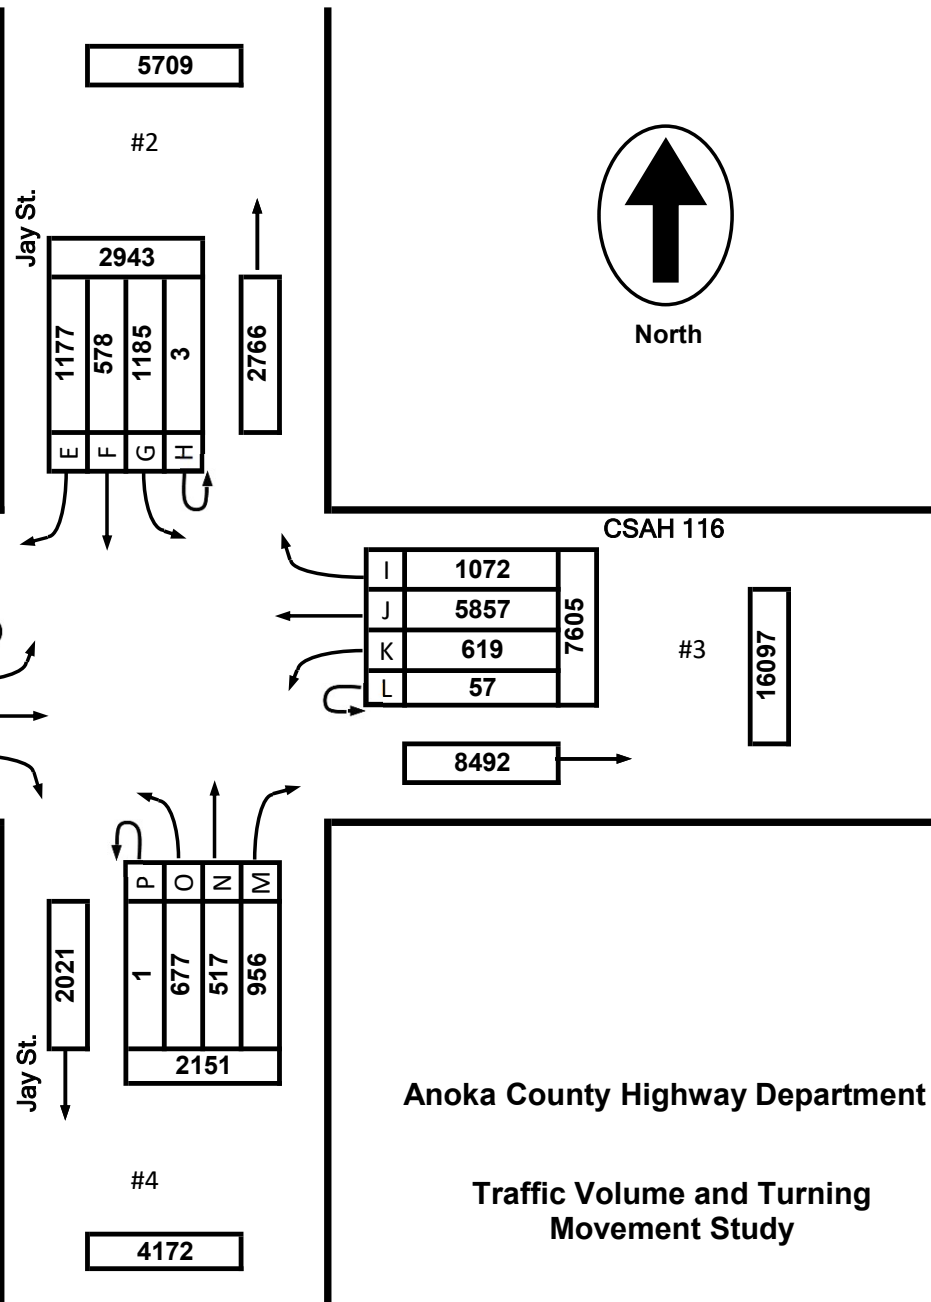 5709
#2
Jay St.
2943
1177
578
1185
3
2766
E
F
G
H
North
CSAH 116
I 1072
J 5857
K 619
L 57
7605
#3
16097
8492
P
O
N
M
1
677
517
956
2151
2021
Jay St.
#4
4172
Anoka County Highway Department
Traffic Volume and Turning
Movement Study